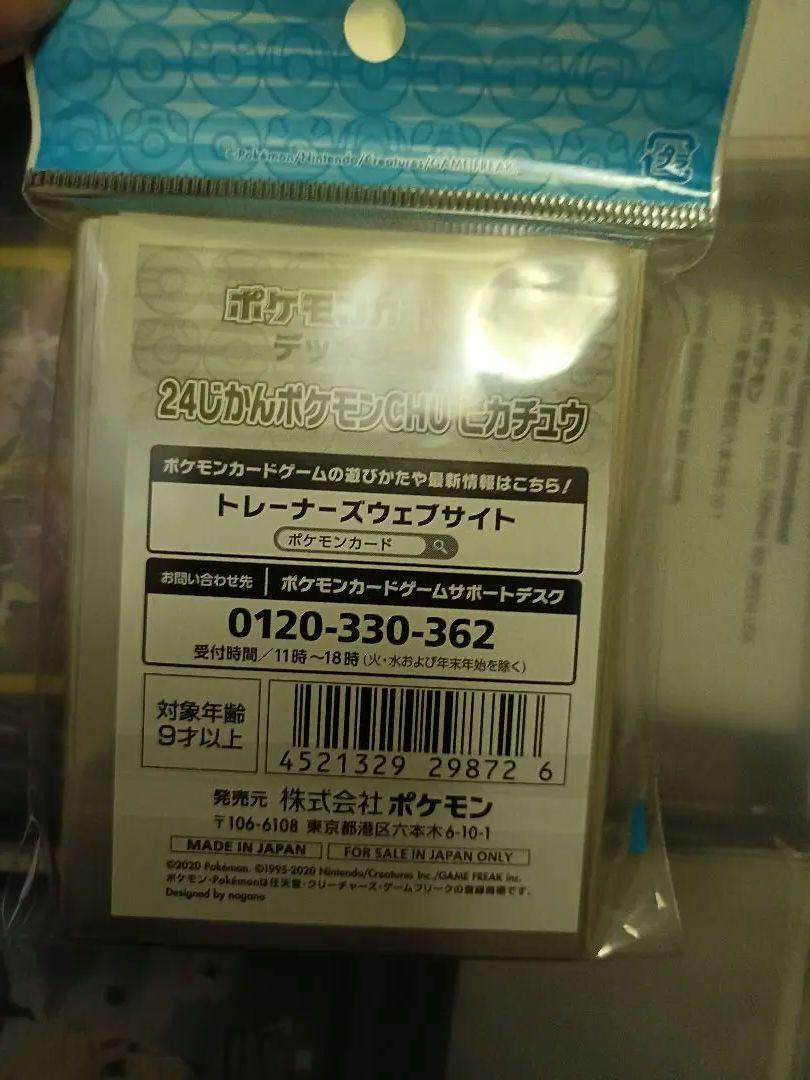 ©Pokémon/Nintendo/Creatures/GAME FREAK
プラ
ポケモンカ
デッ
24じかんポケモンCHU ピカチュウ
ポケモンカードゲームの遊びかたや最新情報はこちら!
トレーナーズウェブサイト
ポケモンカード
お問い合わせ先 ポケモンカードゲームサポートデスク
0120-330-362
受付時間/11時~18時(火・水および年末年始を除く)
対象年齢
9才以上
4521329 29872 6
発売元 株式会社ポケモン
〒106-6108 東京都港区六本木6-10-1
MADE IN JAPAN FOR SALE IN JAPAN ONLY
©2020 Pokémon. ©1995-2020 Nintendo/Creatures Inc./GAME FREAK inc.
ポケモン・Pokémonは任天堂・クリーチャーズ・ゲームフリークの登録商標です。
Designed by nagano